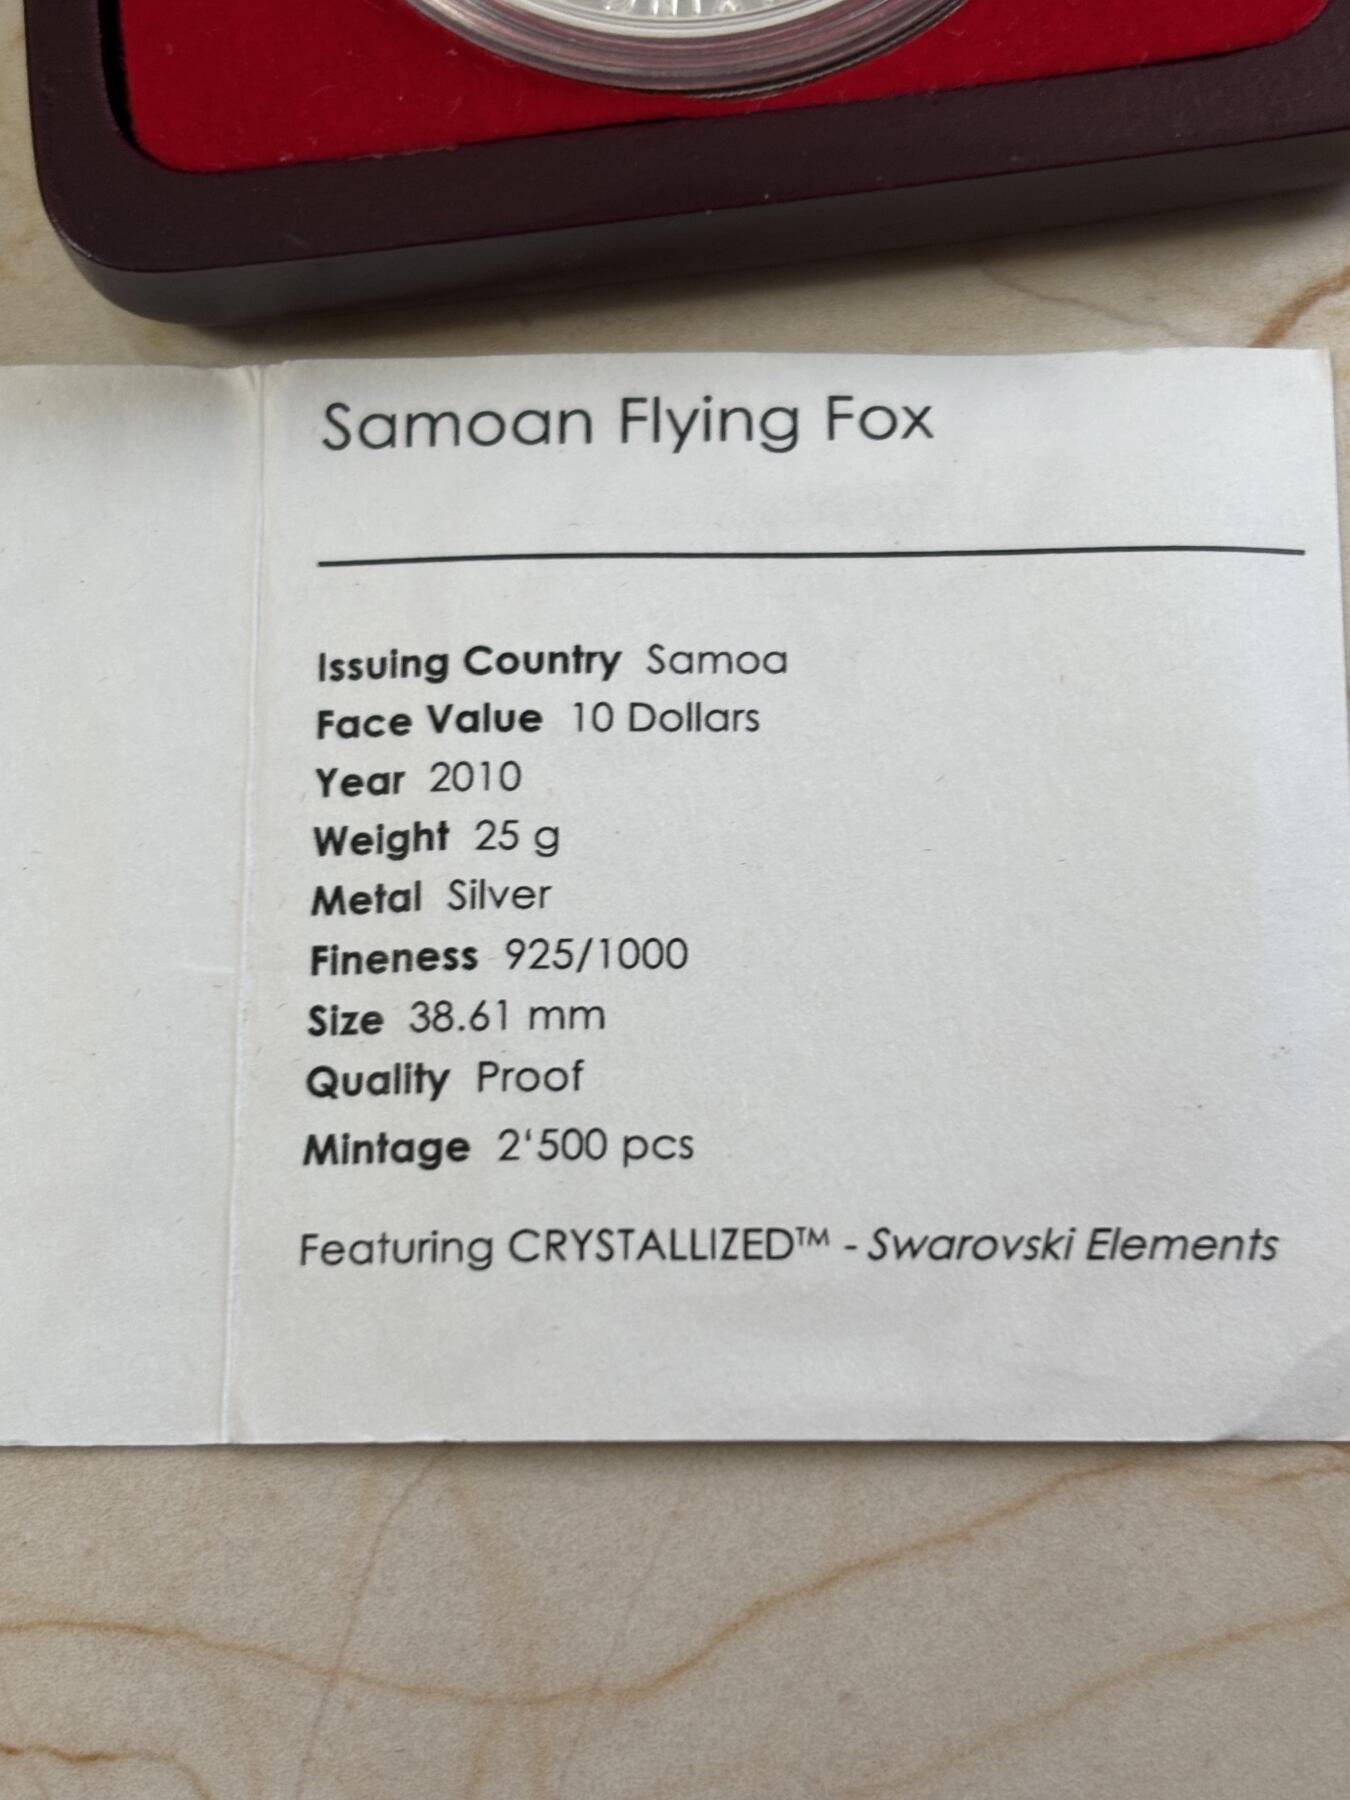 Samoan Flying Fox
Issuing Country Samoa
Face Value 10 Dollars
Year 2010
Weight 25 g
Metal Silver
Fineness 925/1000
Size 38.61 mm
Quality Proof
Mintage 2‘500 pcs
Featuring CRYSTALLIZED™ - Swarovski Elements